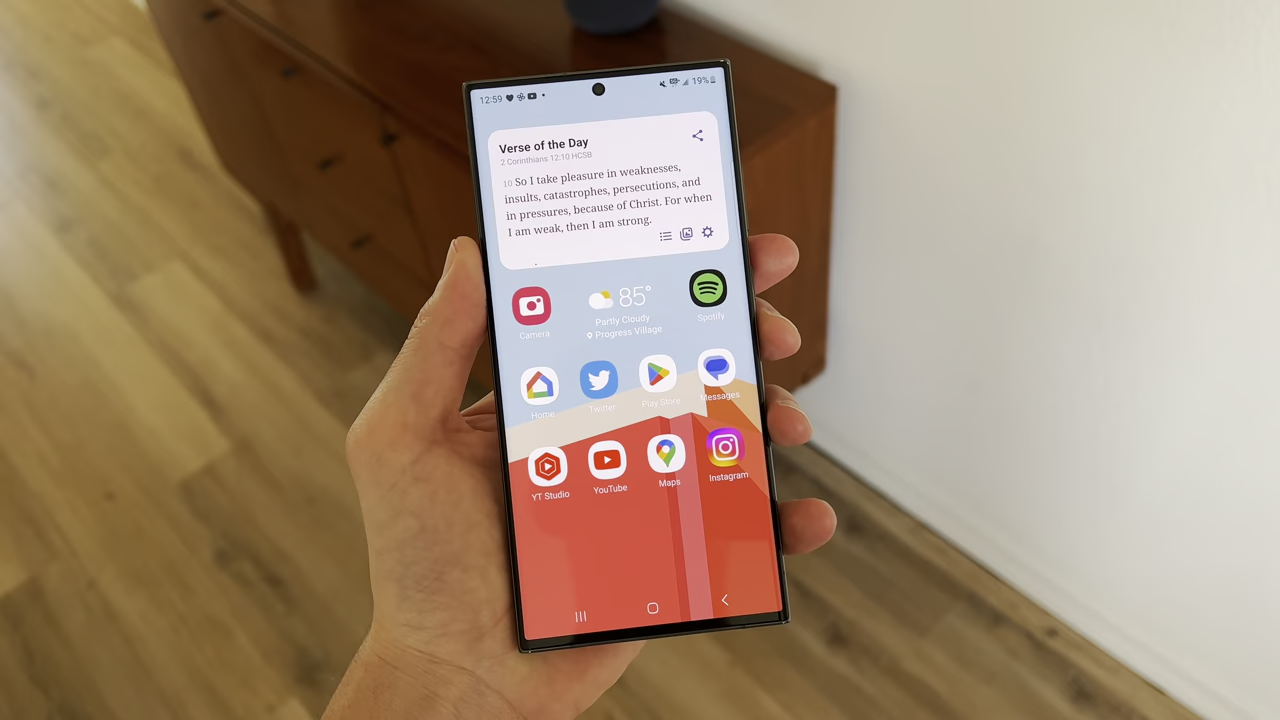 12:59
19%
Verse of the Day
2 Corinthians 12:10 HCSB
10 So I take pleasure in weaknesses,
insults, catastrophes, persecutions, and
in pressures, because of Christ. For when
I am weak, then I am strong.
Camera
85°
Partly Cloudy
Progress Village
Spotify
Home
Twitter
Play Store
Messages
YT Studio
YouTube
Maps
Instagram